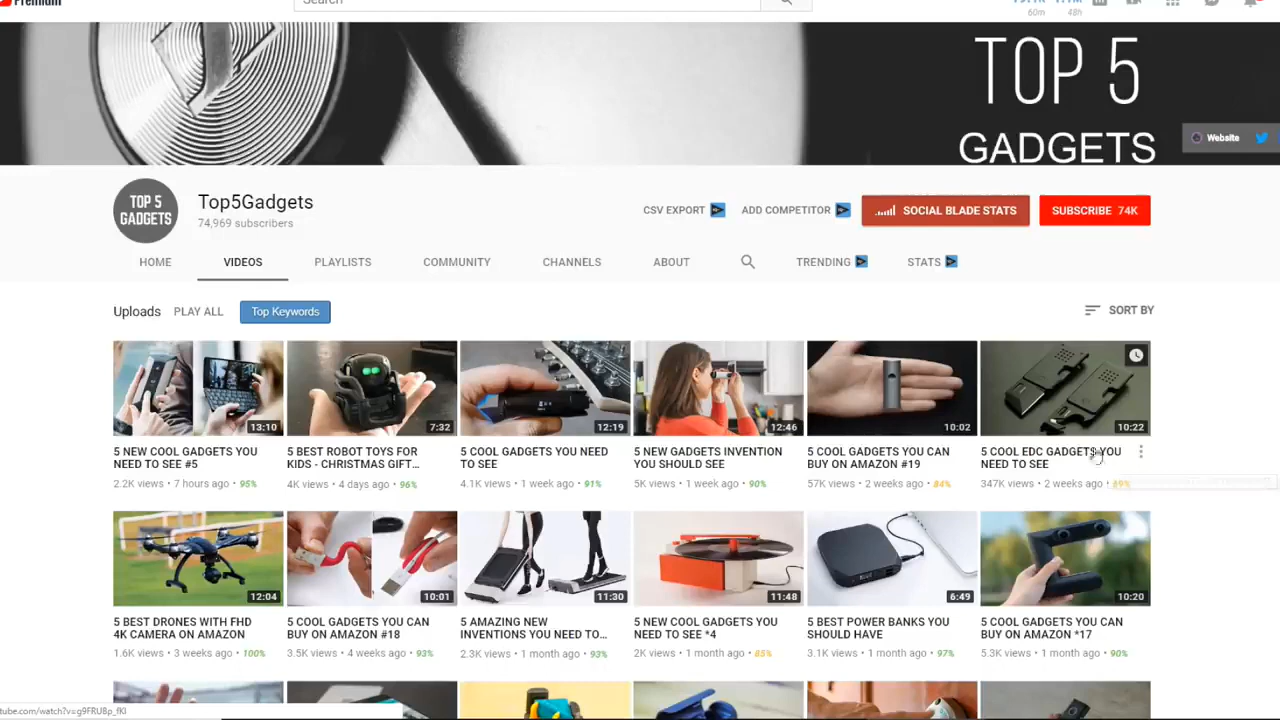 Premium
Search
60m
48h
TOP 5
GADGETS
Website
TOP 5
GADGETS
Top5Gadgets
74,969 subscribers
CSV EXPORT
ADD COMPETITOR
SOCIAL BLADE STATS
SUBSCRIBE 74K
HOME
VIDEOS
PLAYLISTS
COMMUNITY
CHANNELS
ABOUT
TRENDING
STATS
Uploads
PLAY ALL
Top Keywords
SORT BY
13:10
7:32
12:19
12:46
10:02
10:22
5 NEW COOL GADGETS YOU
NEED TO SEE #5
2.2K views • 7 hours ago • 95%
5 BEST ROBOT TOYS FOR
KIDS - CHRISTMAS GIFT...
4K views • 4 days ago • 96%
5 COOL GADGETS YOU NEED
TO SEE
4.1K views • 1 week ago • 91%
5 NEW GADGETS INVENTION
YOU SHOULD SEE
5K views • 1 week ago • 90%
5 COOL GADGETS YOU CAN
BUY ON AMAZON #19
57K views • 2 weeks ago • 84%
5 COOL EDC GADGETS YOU
NEED TO SEE
347K views • 2 weeks ago • 89%
12:04
10:01
11:30
11:48
6:49
10:20
5 BEST DRONES WITH FHD
4K CAMERA ON AMAZON
1.6K views • 3 weeks ago • 100%
5 COOL GADGETS YOU CAN
BUY ON AMAZON #18
3.5K views • 4 weeks ago • 93%
5 AMAZING NEW
INVENTIONS YOU NEED TO...
2.3K views • 1 month ago • 93%
5 NEW COOL GADGETS YOU
NEED TO SEE *4
2K views • 1 month ago • 85%
5 BEST POWER BANKS YOU
SHOULD HAVE
3.1K views • 1 month ago • 97%
5 COOL GADGETS YOU CAN
BUY ON AMAZON *17
5.3K views • 1 month ago • 90%